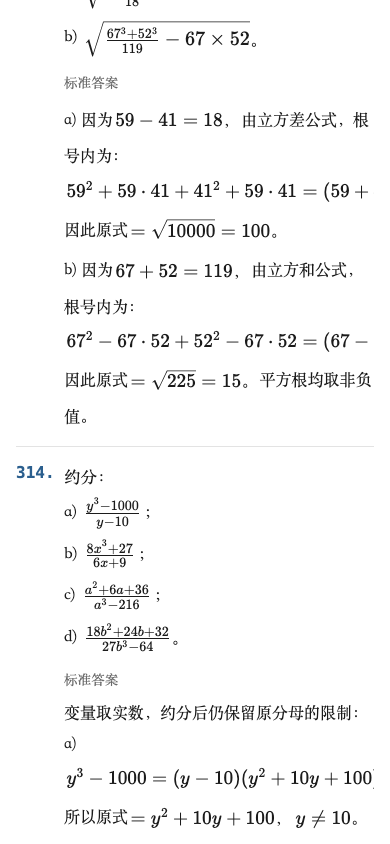 18
b) √((67³+52³)/119 − 67 × 52)。
标准答案
a) 因为 59 − 41 = 18，由立方差公式，根
号内为：
59² + 59 · 41 + 41² + 59 · 41 = (59 +
因此原式 = √10000 = 100。
b) 因为 67 + 52 = 119，由立方和公式，
根号内为：
67² − 67 · 52 + 52² − 67 · 52 = (67 −
因此原式 = √225 = 15。平方根均取非负
值。
314. 约分：
a) (y³−1000)/(y−10)；
b) (8x³+27)/(6x+9)；
c) (a²+6a+36)/(a³−216)；
d) (18b²+24b+32)/(27b³−64)。
标准答案
变量取实数，约分后仍保留原分母的限制：
a)
y³ − 1000 = (y − 10)(y² + 10y + 100
所以原式 = y² + 10y + 100，y ≠ 10。